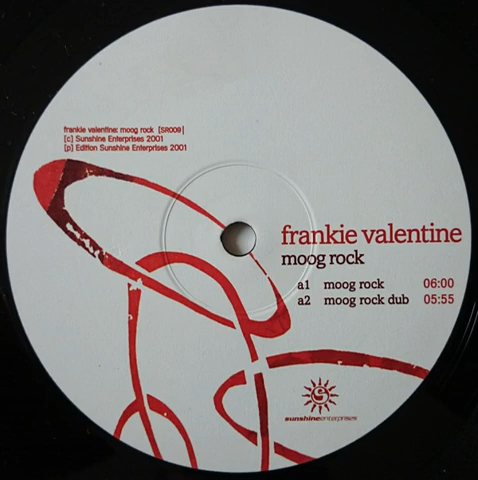 frankie valentine: moog rock [SR009]
[c] Sunshine Enterprises 2001
[p] Edition Sunshine Enterprises 2001
frankie valentine
moog rock
a1 moog rock 06:00
a2 moog rock dub 05:55
sunshineenterprises